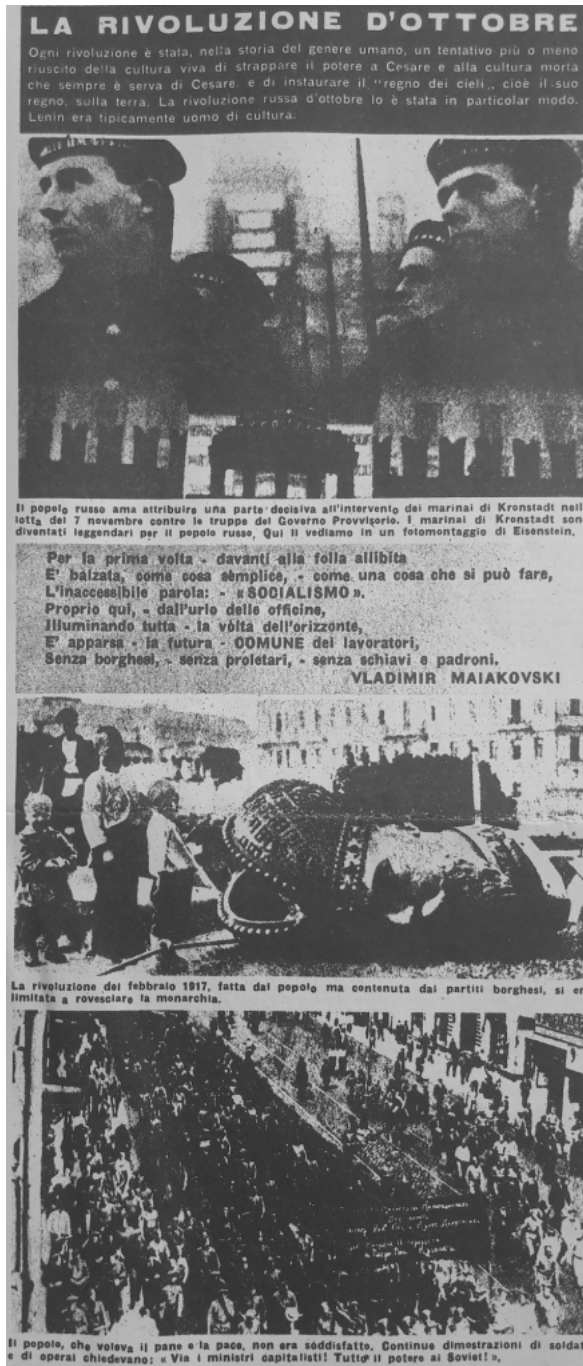 LA RIVOLUZIONE D'OTTOBRE
Ogni rivoluzione è stata, nella storia del genere umano, un tentativo più o meno
riuscito della cultura viva di strappare il potere a Cesare e alla cultura morta
che sempre è serva di Cesare, e di instaurare il "regno dei cieli„ cioè il suo
regno, sulla terra. La rivoluzione russa d'ottobre lo è stata in particolar modo.
Lenin era tipicamente uomo di cultura.
Il popolo russo ama attribuire una parte decisiva all'intervento dei marinai di Kronstadt nell
lotta del 7 novembre contro le truppe del Governo Provvisorio. I marinai di Kronstadt son
diventati leggendari per il popolo russo. Qui li vediamo in un fotomontaggio di Eisenstein.
Per la prima volta - davanti alla folla allibita
E' balzata, come cosa semplice, - come una cosa che si può fare,
L'inaccessibile parola: - «SOCIALISMO».
Proprio qui, - dall'urlo delle officine,
Illuminando tutta - la vòlta dell'orizzonte,
E' apparsa - la futura - COMUNE dei lavoratori,
Senza borghesi, - senza proletari, - senza schiavi e padroni.
VLADIMIR MAIAKOVSKI
La rivoluzione del febbraio 1917, fatta dal popolo ma contenuta dai partiti borghesi, si er
limitata a rovesciare la monarchia.
Il popolo, che voleva il pane e la pace, non era soddisfatto. Continue dimostrazioni di soldat
e di operai chiedevano: « Via i ministri capitalisti! Tutto il potere ai Soviet! ».